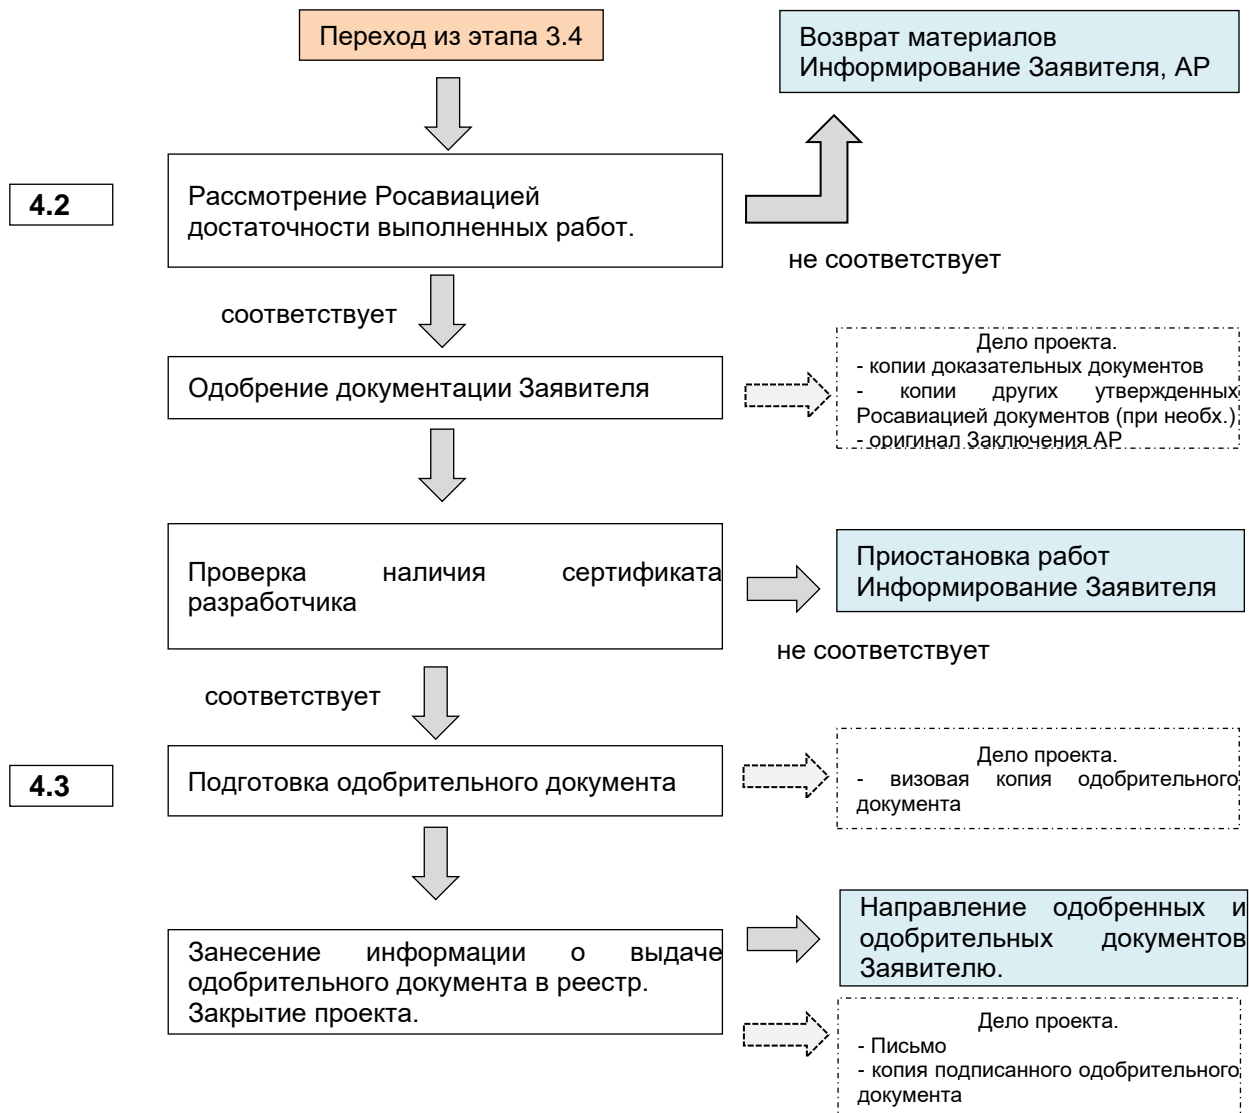 Переход из этапа 3.4
Возврат материалов
Информирование Заявителя, АР
4.2
Рассмотрение Росавиацией
достаточности выполненных работ.
не соответствует
соответствует
Одобрение документации Заявителя
Дело проекта.
- копии доказательных документов
- копии других утвержденных
Росавиацией документов (при необх.)
- оригинал Заключения АР
Проверка наличия сертификата
разработчика
Приостановка работ
Информирование Заявителя
не соответствует
соответствует
4.3
Подготовка одобрительного документа
Дело проекта.
- визовая копия одобрительного
документа
Занесение информации о выдаче
одобрительного документа в реестр.
Закрытие проекта.
Направление одобренных и
одобрительных документов
Заявителю.
Дело проекта.
- Письмо
- копия подписанного одобрительного
документа